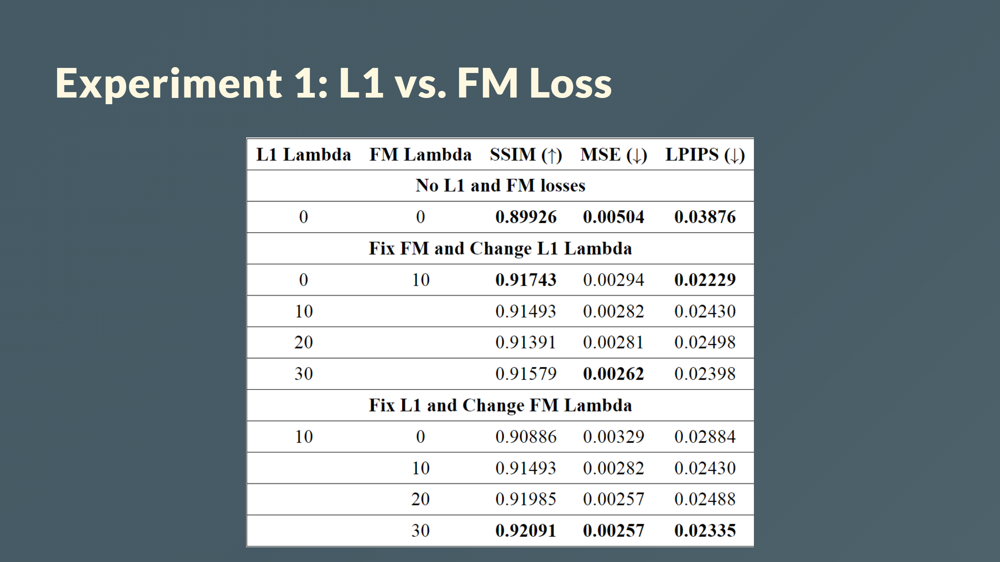 Experiment 1: L1 vs. FM Loss
L1 Lambda FM Lambda SSIM (↑) MSE (↓) LPIPS (↓)
No L1 and FM losses
0 0 0.89926 0.00504 0.03876
Fix FM and Change L1 Lambda
0 10 0.91743 0.00294 0.02229
10 0.91493 0.00282 0.02430
20 0.91391 0.00281 0.02498
30 0.91579 0.00262 0.02398
Fix L1 and Change FM Lambda
10 0 0.90886 0.00329 0.02884
10 0.91493 0.00282 0.02430
20 0.91985 0.00257 0.02488
30 0.92091 0.00257 0.02335